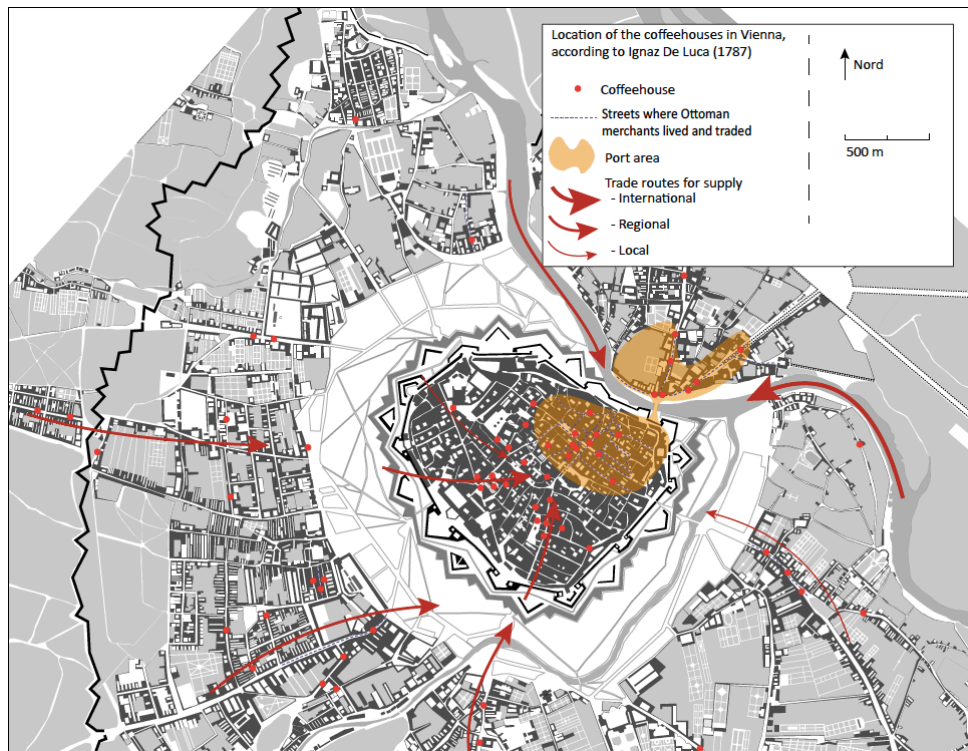 Location of the coffeehouses in Vienna,
according to Ignaz De Luca (1787)
Coffeehouse
Streets where Ottoman
merchants lived and traded
Port area
Trade routes for supply
- International
- Regional
- Local
Nord
500 m